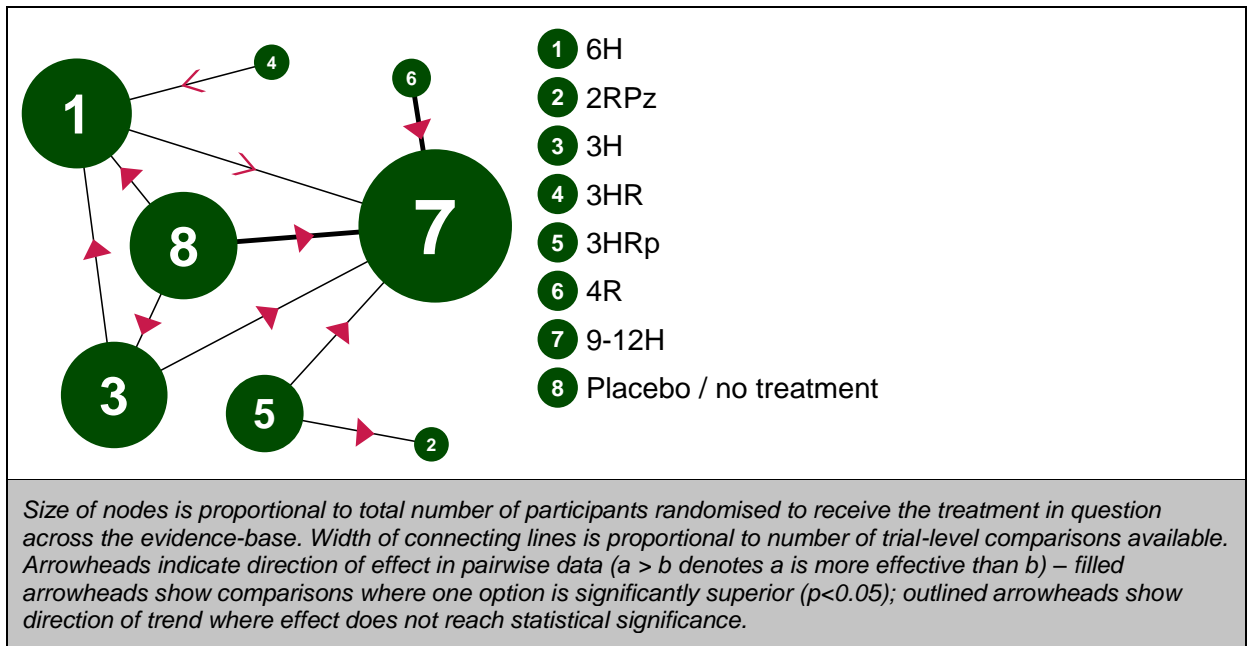 4
6
1
7
8
3
5
2
1 6H
2 2RPz
3 3H
4 3HR
5 3HRp
6 4R
7 9-12H
8 Placebo / no treatment
Size of nodes is proportional to total number of participants randomised to receive the treatment in question
across the evidence-base. Width of connecting lines is proportional to number of trial-level comparisons available.
Arrowheads indicate direction of effect in pairwise data (a > b denotes a is more effective than b) – filled
arrowheads show comparisons where one option is significantly superior (p<0.05); outlined arrowheads show
direction of trend where effect does not reach statistical significance.